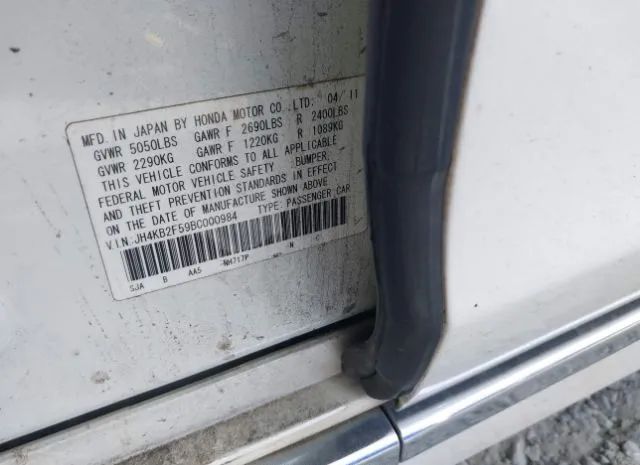 MFD. IN JAPAN BY HONDA MOTOR CO.,LTD: 04/11
GVWR 5050LBS GAWR F 2690LBS R 2400LBS
GVWR 2290KG GAWR F 1220KG R 1089KG
THIS VEHICLE CONFORMS TO ALL APPLICABLE
FEDERAL MOTOR VEHICLE SAFETY, BUMPER,
AND THEFT PREVENTION STANDARDS IN EFFECT
ON THE DATE OF MANUFACTURE SHOWN ABOVE
V.I.N:JH4KB2F59BC000984 TYPE: PASSENGER CAR
SJA B AA5 NH717P N C